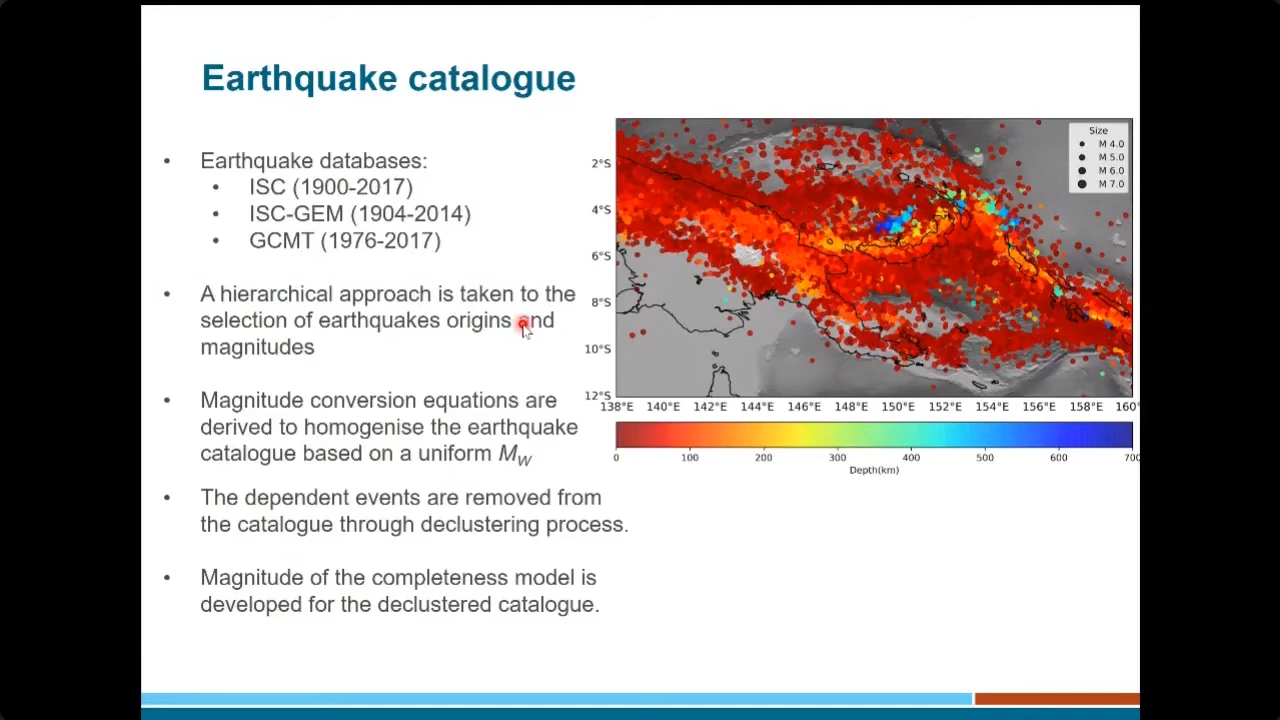 Earthquake catalogue
• Earthquake databases:
• ISC (1900-2017)
• ISC-GEM (1904-2014)
• GCMT (1976-2017)
• A hierarchical approach is taken to the
selection of earthquakes origins and
magnitudes
• Magnitude conversion equations are
derived to homogenise the earthquake
catalogue based on a uniform MW
• The dependent events are removed from
the catalogue through declustering process.
• Magnitude of the completeness model is
developed for the declustered catalogue.
Size
M 4.0
M 5.0
M 6.0
M 7.0
2°S
4°S
6°S
8°S
10°S
12°S
138°E 140°E 142°E 144°E 146°E 148°E 150°E 152°E 154°E 156°E 158°E 160°
0 100 200 300 400 500 600 700
Depth(km)